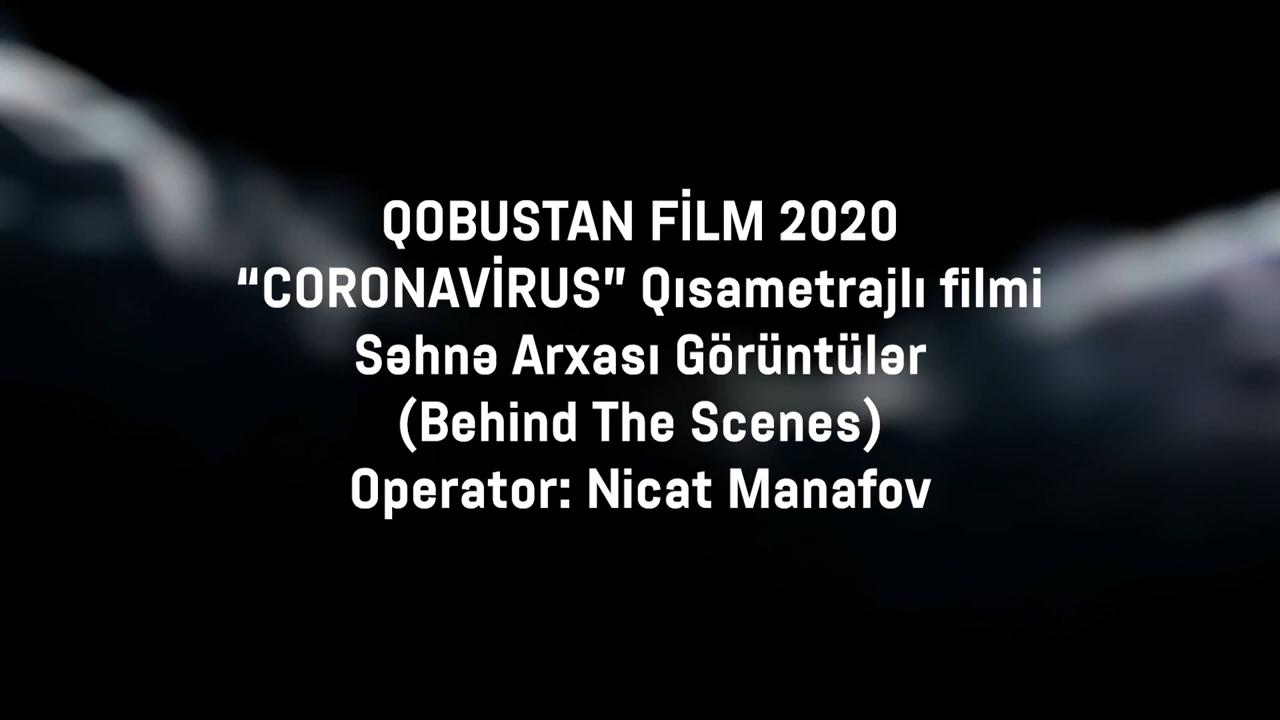 QOBUSTAN FİLM 2020
“CORONAVİRUS” Qısametrajlı filmi
Səhnə Arxası Görüntülər
(Behind The Scenes)
Operator: Nicat Manafov